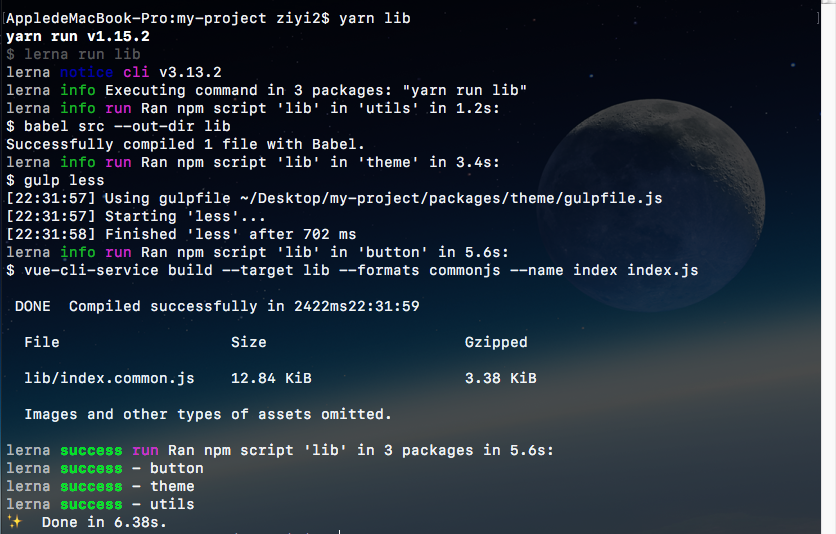 AppledeMacBook-Pro:my-project ziyi2$ yarn lib
yarn run v1.15.2
$ lerna run lib
lerna notice cli v3.13.2
lerna info Executing command in 3 packages: "yarn run lib"
lerna info run Ran npm script 'lib' in 'utils' in 1.2s:
$ babel src --out-dir lib
Successfully compiled 1 file with Babel.
lerna info run Ran npm script 'lib' in 'theme' in 3.4s:
$ gulp less
[22:31:57] Using gulpfile ~/Desktop/my-project/packages/theme/gulpfile.js
[22:31:57] Starting 'less'...
[22:31:58] Finished 'less' after 702 ms
lerna info run Ran npm script 'lib' in 'button' in 5.6s:
$ vue-cli-service build --target lib --formats commonjs --name index index.js
DONE Compiled successfully in 2422ms22:31:59
File Size Gzipped
lib/index.common.js 12.84 KiB 3.38 KiB
Images and other types of assets omitted.
lerna success run Ran npm script 'lib' in 3 packages in 5.6s:
lerna success - button
lerna success - theme
lerna success - utils
✨ Done in 6.38s.